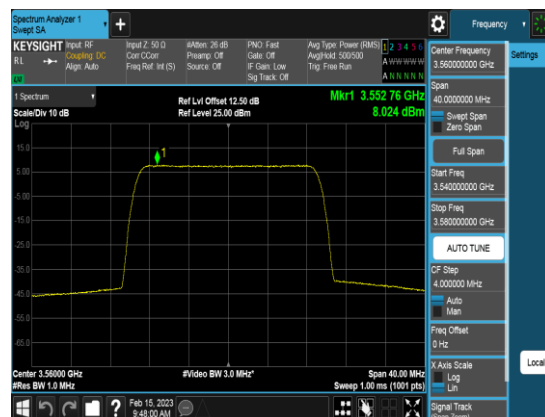 Spectrum Analyzer 1
Swept SA
+
Frequency
KEYSIGHT
RL
Input: RF
Coupling: DC
Align: Auto
Input Z: 50 Ω
Corr CCorr
Freq Ref: Int (S)
#Atten: 26 dB
Preamp: Off
Source: Off
PNO: Fast
Gate: Off
IF Gain: Low
Sig Track: Off
Avg Type: Power (RMS)
Avg|Hold: 500/500
Trig: Free Run
1 2 3 4 5 6
A W W W W W
A N N N N N
1 Spectrum
Scale/Div 10 dB
Log
Ref Lvl Offset 12.50 dB
Ref Level 25.00 dBm
Mkr1 3.552 76 GHz
8.024 dBm
1
15.0
5.00
-5.00
-15.0
-25.0
-35.0
-45.0
-55.0
-65.0
Center 3.56000 GHz
#Res BW 1.0 MHz
#Video BW 3.0 MHz*
Span 40.00 MHz
Sweep 1.00 ms (1001 pts)
Feb 15, 2023
9:48:00 AM
?
Center Frequency
3.560000000 GHz
Span
40.0000000 MHz
Swept Span
Zero Span
Full Span
Start Freq
3.540000000 GHz
Stop Freq
3.580000000 GHz
AUTO TUNE
CF Step
4.000000 MHz
Auto
Man
Freq Offset
0 Hz
X Axis Scale
Log
Lin
Signal Track
Settings
Local